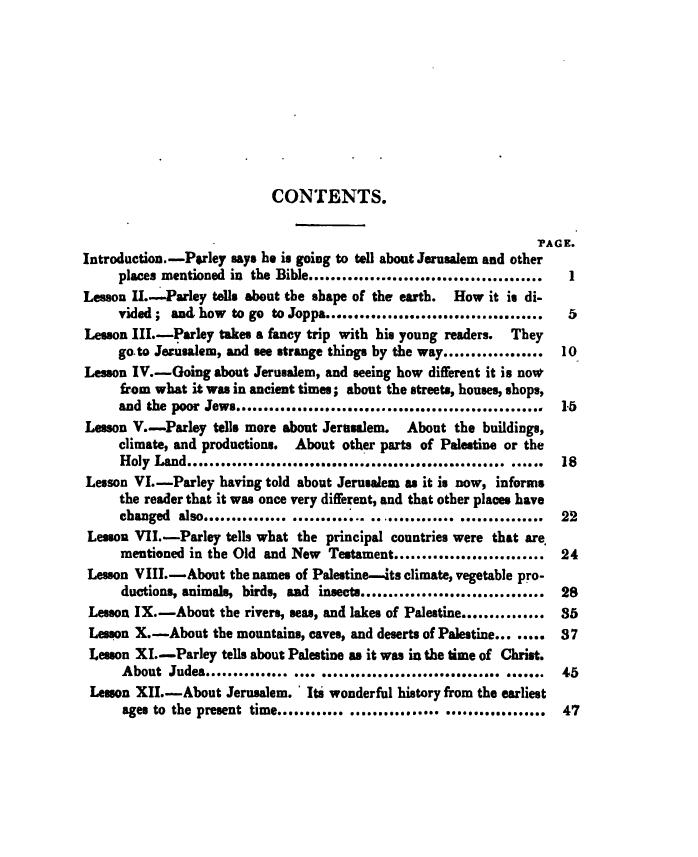 CONTENTS.
PAGE.
Introduction.—Parley says he is going to tell about Jerusalem and other
places mentioned in the Bible........................................... 1
Lesson II.—Parley tells about the shape of the earth. How it is di-
vided; and how to go to Joppa........................................ 5
Lesson III.—Parley takes a fancy trip with his young readers. They
go to Jerusalem, and see strange things by the way.................. 10
Lesson IV.—Going about Jerusalem, and seeing how different it is now
from what it was in ancient times; about the streets, houses, shops,
and the poor Jews......................................................... 15
Lesson V.—Parley tells more about Jerusalem. About the buildings,
climate, and productions. About other parts of Palestine or the
Holy Land........................................................... ...... 18
Lesson VI.—Parley having told about Jerusalem as it is now, informs
the reader that it was once very different, and that other places have
changed also............... ............... .. ............. ............... 22
Lesson VII.—Parley tells what the principal countries were that are
mentioned in the Old and New Testament........................... 24
Lesson VIII.—About the names of Palestine—its climate, vegetable pro-
ductions, animals, birds, and insects.................................. 28
Lesson IX.—About the rivers, seas, and lakes of Palestine............... 35
Lesson X.—About the mountains, caves, and deserts of Palestine... ..... 37
Lesson XI.—Parley tells about Palestine as it was in the time of Christ.
About Judea............... .... ................................. ....... 45
Lesson XII.—About Jerusalem. Its wonderful history from the earliest
ages to the present time............ ................ ................... 47